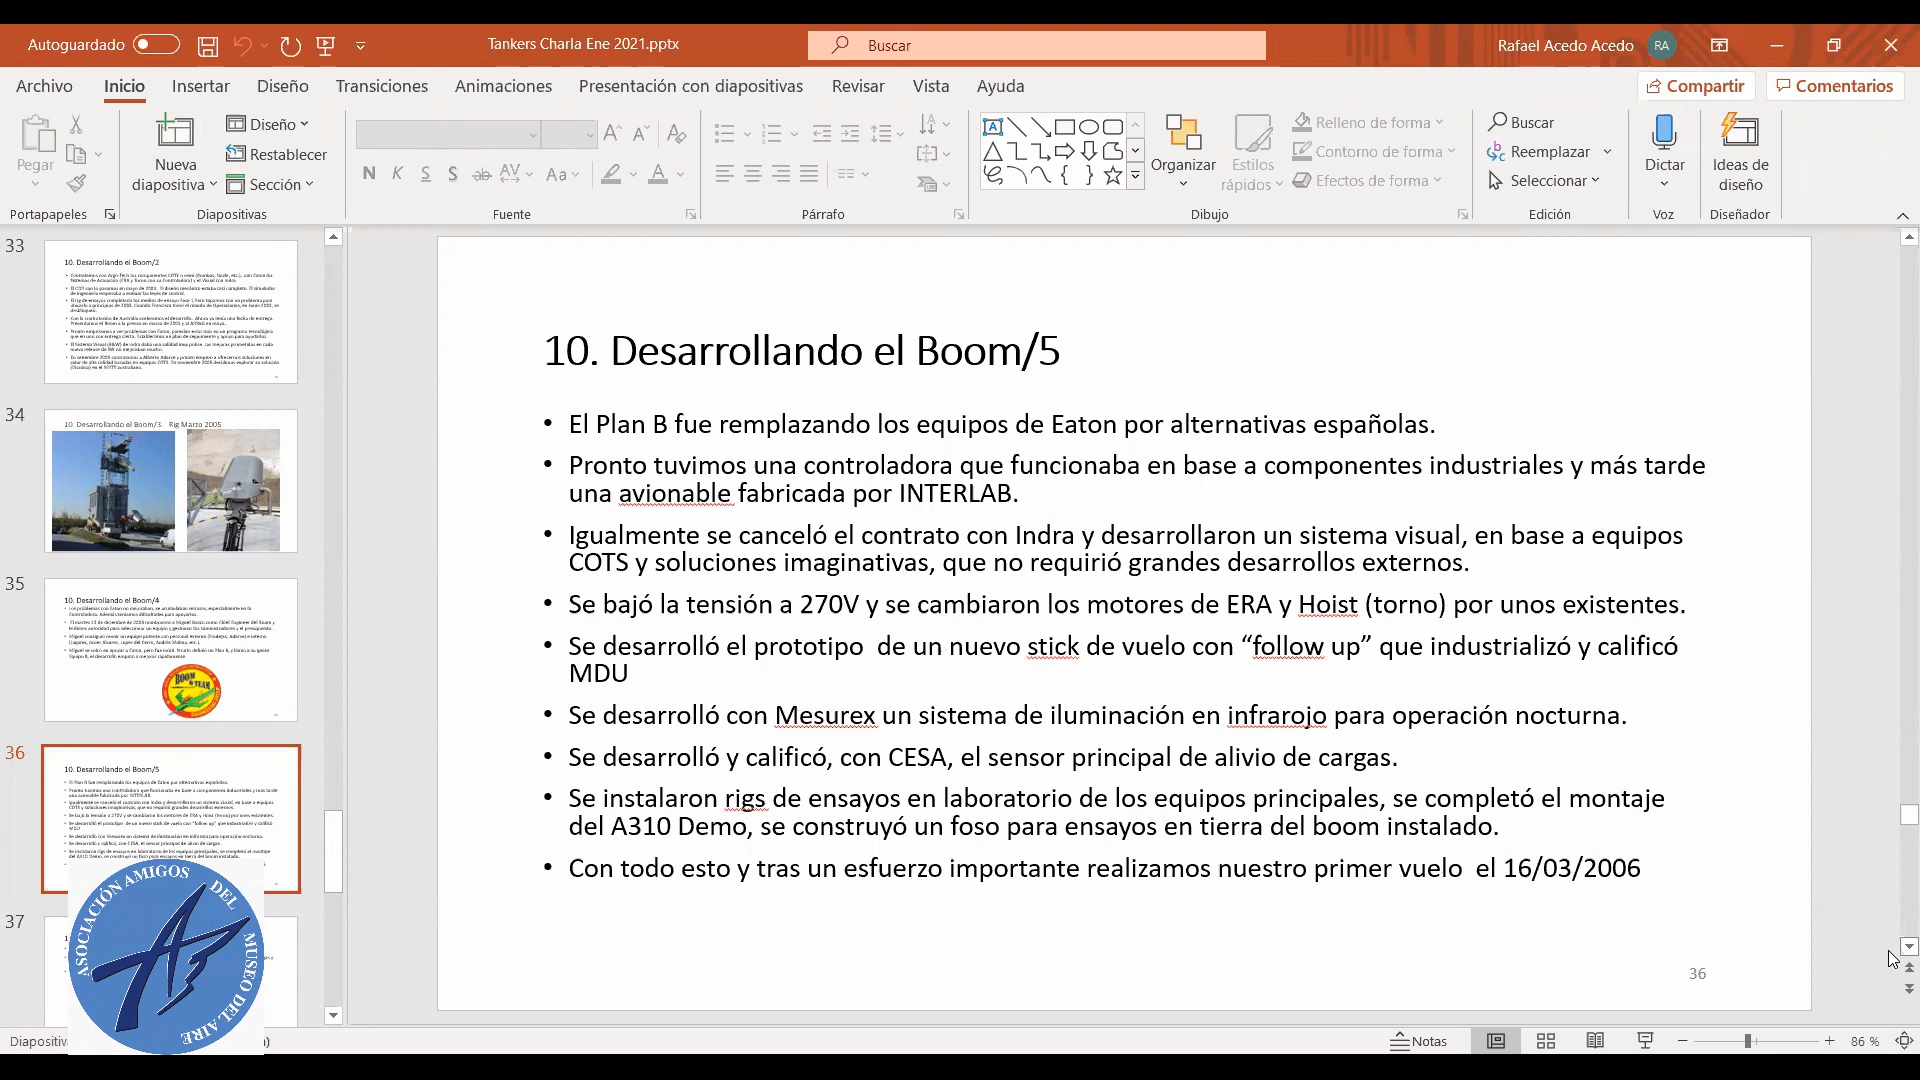 Autoguardado
Tankers Charla Ene 2021.pptx
Buscar
Rafael Acedo Acedo
RA
Archivo
Inicio
Insertar
Diseño
Transiciones
Animaciones
Presentación con diapositivas
Revisar
Vista
Ayuda
Compartir
Comentarios
Pegar
Nueva
diapositiva
Diseño
Restablecer
Sección
N K S S ab AV Aa A
Organizar
Estilos
rápidos
Relleno de forma
Contorno de forma
Efectos de forma
Buscar
Reemplazar
Seleccionar
Dictar
Ideas de
diseño
Portapapeles
Diapositivas
Fuente
Párrafo
Dibujo
Edición
Voz
Diseñador
33
10. Desarrollando el Boom/2
34
10. Desarrollando el Boom/3. Rig Marzo 2005
35
10. Desarrollando el Boom/4
BOOM TEAM
36
10. Desarrollando el Boom/5
37
ASOCIACIÓN AMIGOS DEL MUSEO DEL AIRE
10. Desarrollando el Boom/5
• El Plan B fue remplazando los equipos de Eaton por alternativas españolas.
• Pronto tuvimos una controladora que funcionaba en base a componentes industriales y más tarde
una avionable fabricada por INTERLAB.
• Igualmente se canceló el contrato con Indra y desarrollaron un sistema visual, en base a equipos
COTS y soluciones imaginativas, que no requirió grandes desarrollos externos.
• Se bajó la tensión a 270V y se cambiaron los motores de ERA y Hoist (torno) por unos existentes.
• Se desarrolló el prototipo de un nuevo stick de vuelo con “follow up” que industrializó y calificó
MDU
• Se desarrolló con Mesurex un sistema de iluminación en infrarojo para operación nocturna.
• Se desarrolló y calificó, con CESA, el sensor principal de alivio de cargas.
• Se instalaron rigs de ensayos en laboratorio de los equipos principales, se completó el montaje
del A310 Demo, se construyó un foso para ensayos en tierra del boom instalado.
• Con todo esto y tras un esfuerzo importante realizamos nuestro primer vuelo el 16/03/2006
36
Notas
86 %